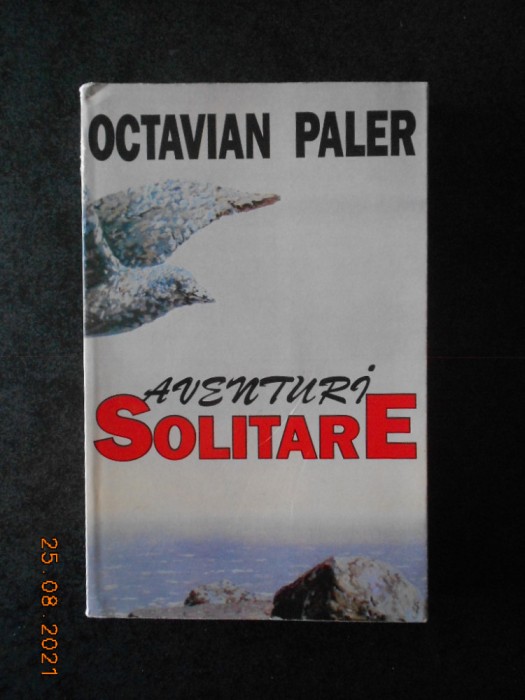 OCTAVIAN PALER
AVENTURI
SOLITARE
25.08.2021